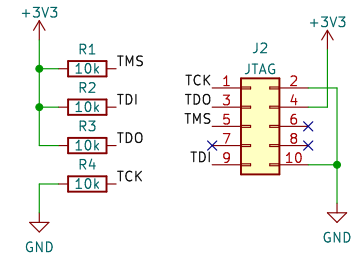 +3V3
R1
10k
TMS
R2
10k
TDI
R3
10k
TDO
R4
10k
TCK
GND
+3V3
J2
JTAG
TCK 1 2
TDO 3 4
TMS 5 6
7 8
TDI 9 10
GND